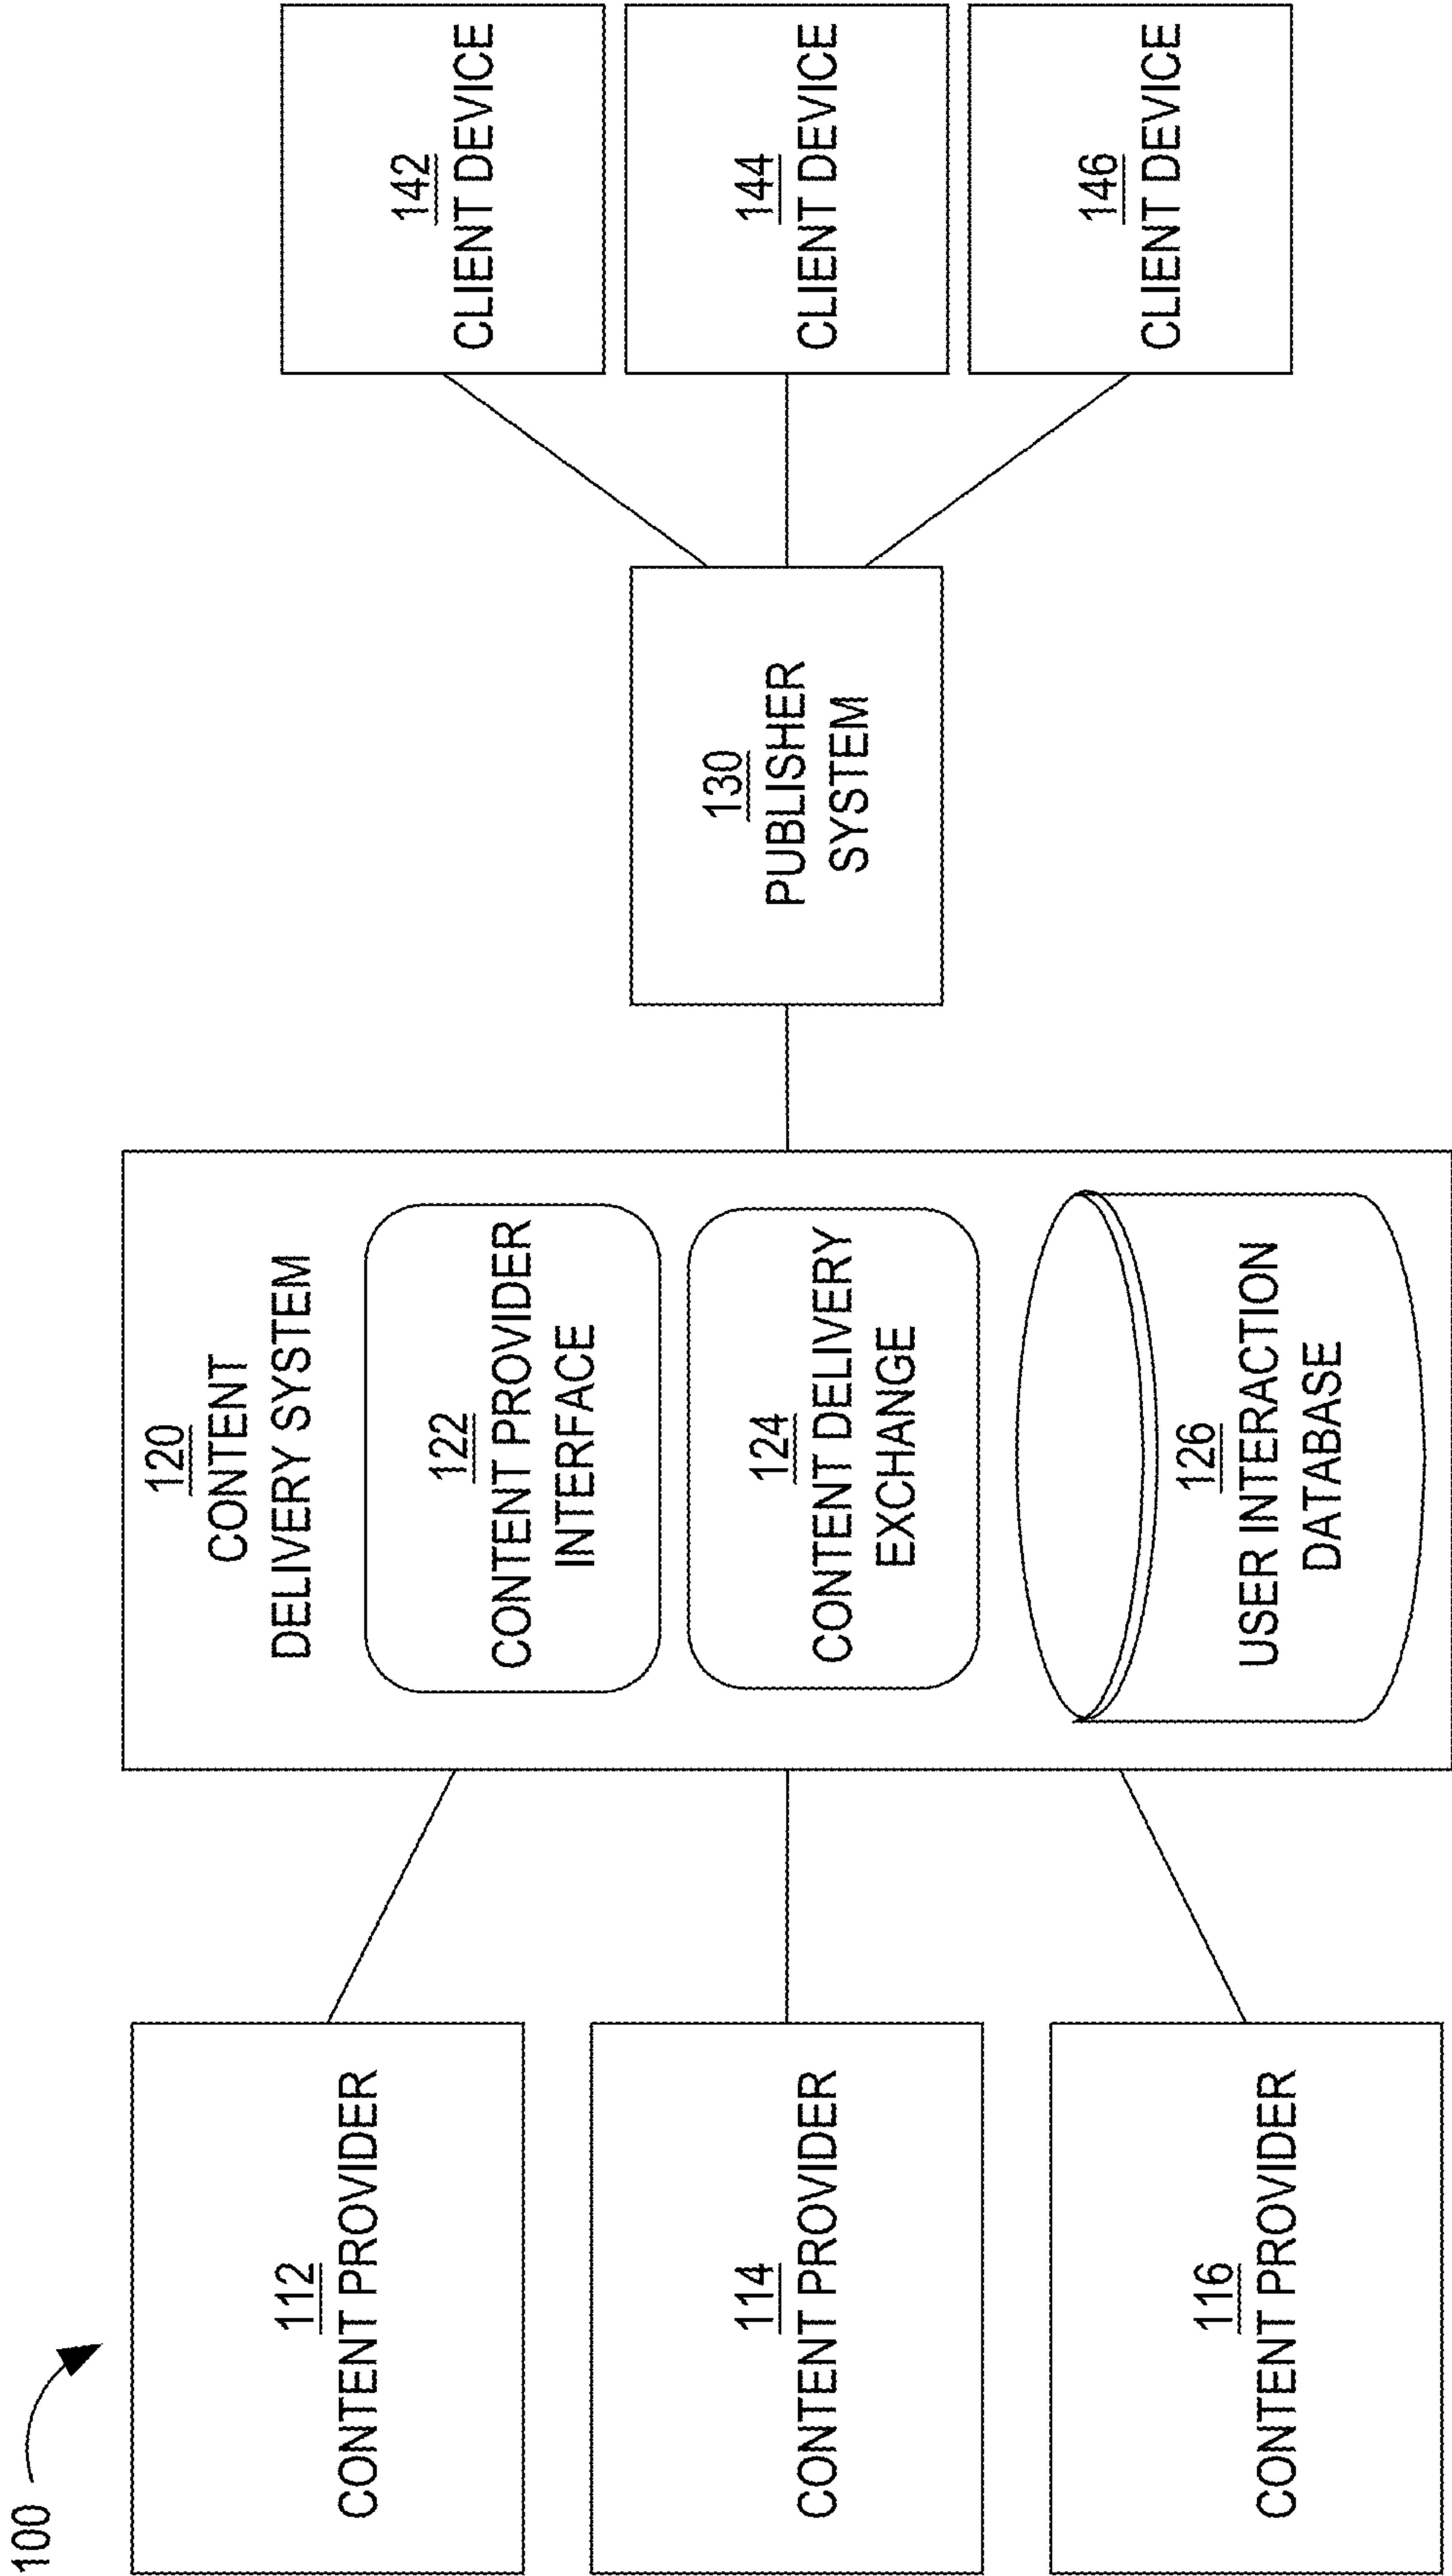 100
112
CONTENT PROVIDER
114
CONTENT PROVIDER
116
CONTENT PROVIDER
120
CONTENT
DELIVERY SYSTEM
122
CONTENT PROVIDER
INTERFACE
124
CONTENT DELIVERY
EXCHANGE
126
USER INTERACTION
DATABASE
130
PUBLISHER
SYSTEM
142
CLIENT DEVICE
144
CLIENT DEVICE
146
CLIENT DEVICE